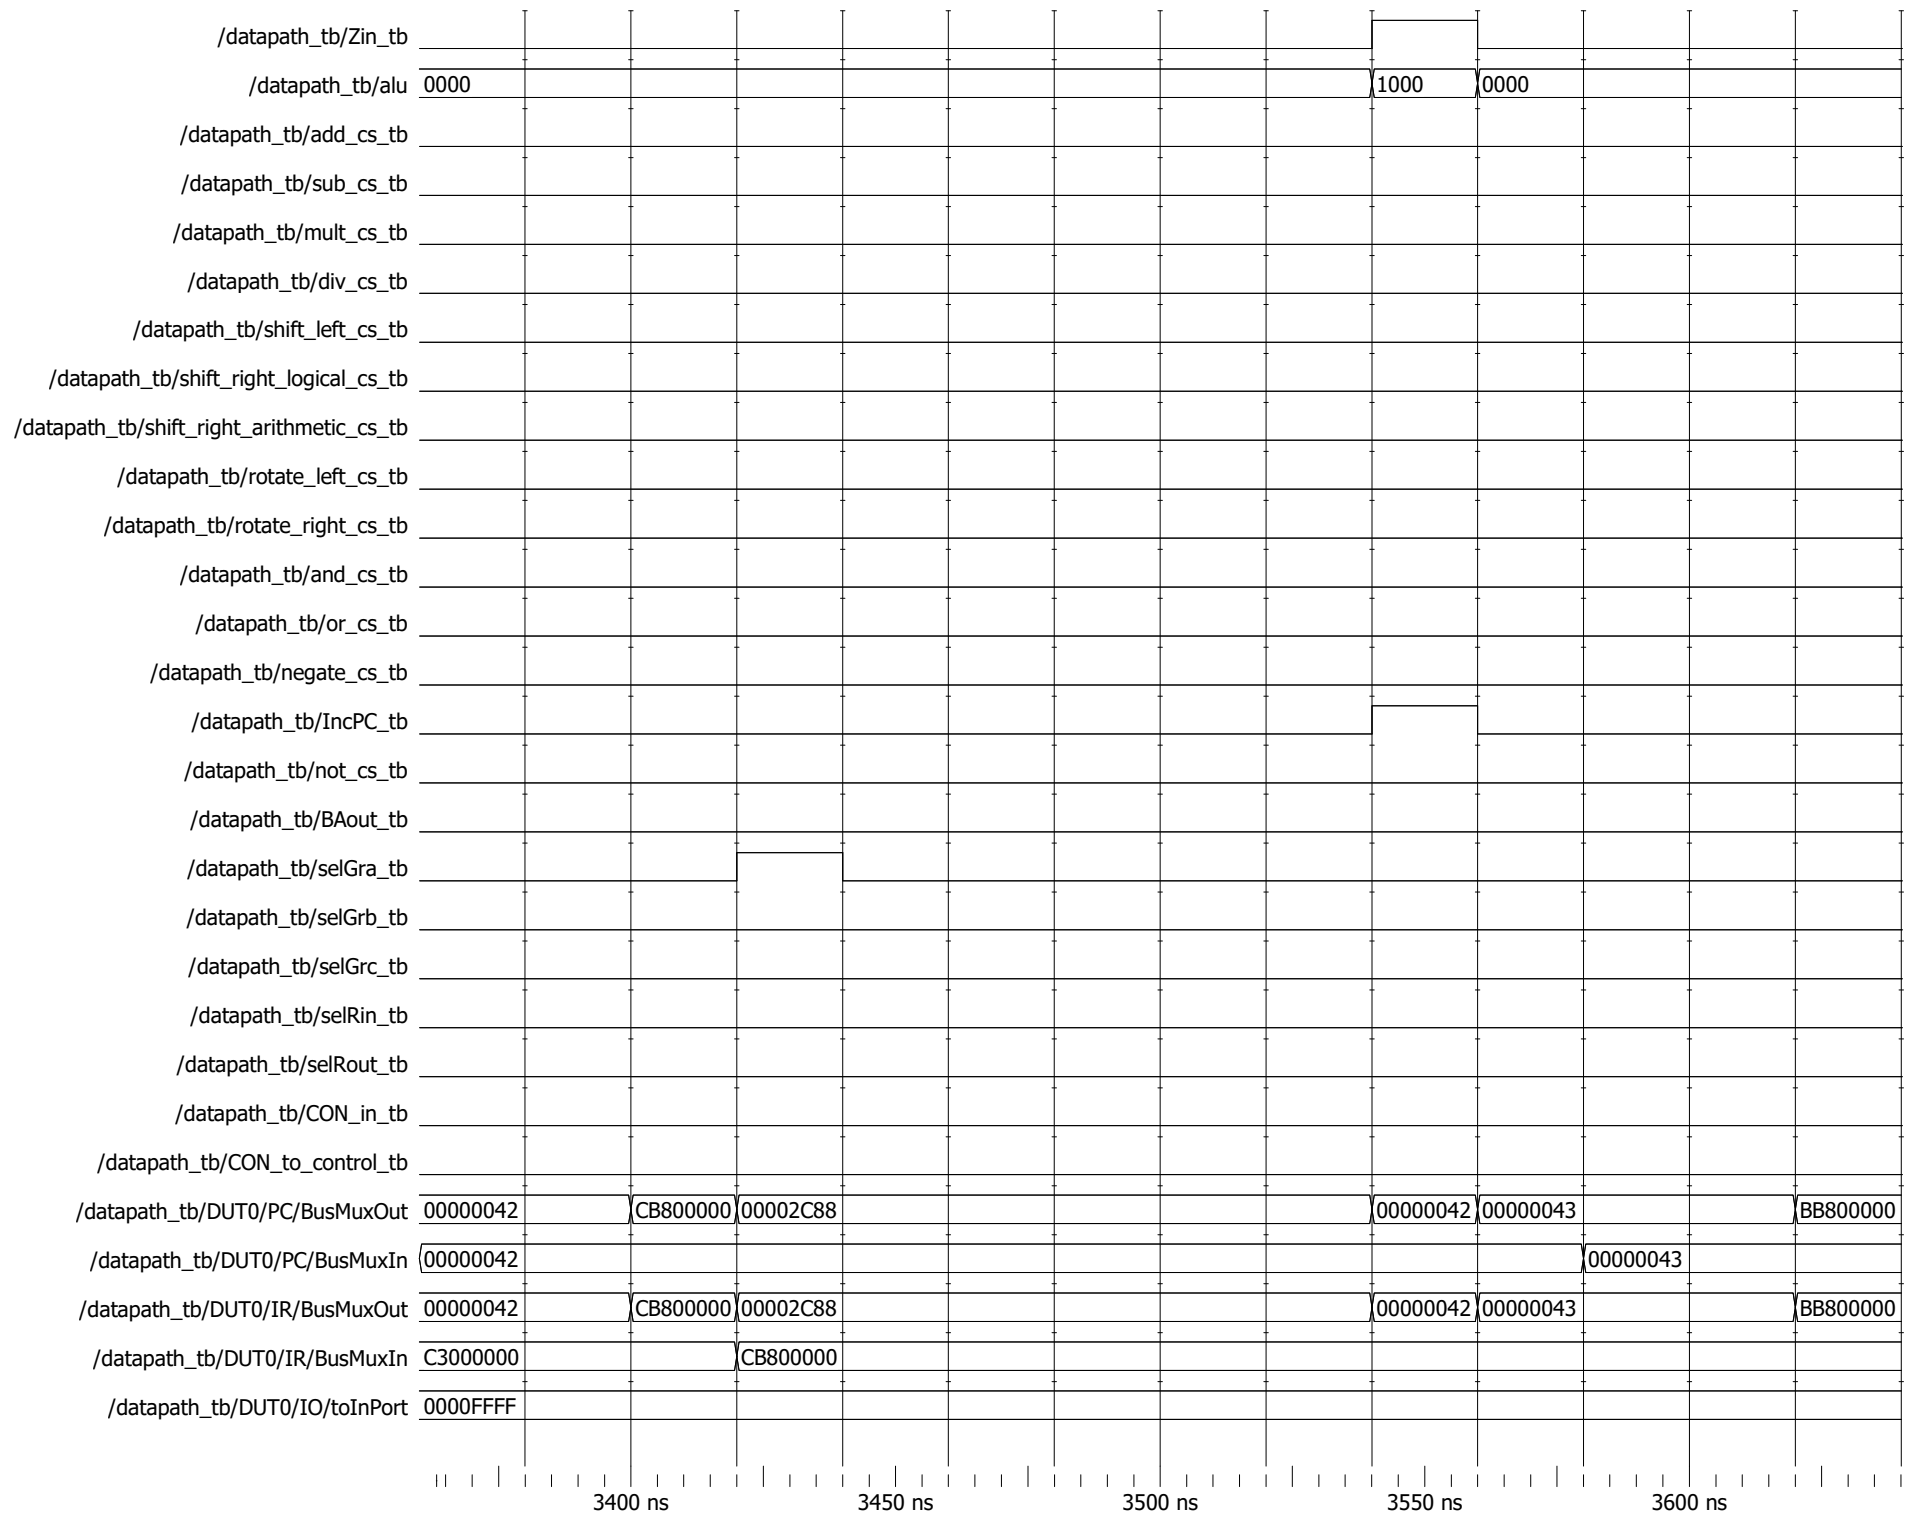 /datapath_tb/Zin_tb
/datapath_tb/alu 0000 1000 0000
/datapath_tb/add_cs_tb
/datapath_tb/sub_cs_tb
/datapath_tb/mult_cs_tb
/datapath_tb/div_cs_tb
/datapath_tb/shift_left_cs_tb
/datapath_tb/shift_right_logical_cs_tb
/datapath_tb/shift_right_arithmetic_cs_tb
/datapath_tb/rotate_left_cs_tb
/datapath_tb/rotate_right_cs_tb
/datapath_tb/and_cs_tb
/datapath_tb/or_cs_tb
/datapath_tb/negate_cs_tb
/datapath_tb/IncPC_tb
/datapath_tb/not_cs_tb
/datapath_tb/BAout_tb
/datapath_tb/selGra_tb
/datapath_tb/selGrb_tb
/datapath_tb/selGrc_tb
/datapath_tb/selRin_tb
/datapath_tb/selRout_tb
/datapath_tb/CON_in_tb
/datapath_tb/CON_to_control_tb
/datapath_tb/DUT0/PC/BusMuxOut 00000042 CB800000 00002C88 00000042 00000043 BB800000
/datapath_tb/DUT0/PC/BusMuxIn 00000042 00000043
/datapath_tb/DUT0/IR/BusMuxOut 00000042 CB800000 00002C88 00000042 00000043 BB800000
/datapath_tb/DUT0/IR/BusMuxIn C3000000 CB800000
/datapath_tb/DUT0/IO/toInPort 0000FFFF
3400 ns 3450 ns 3500 ns 3550 ns 3600 ns